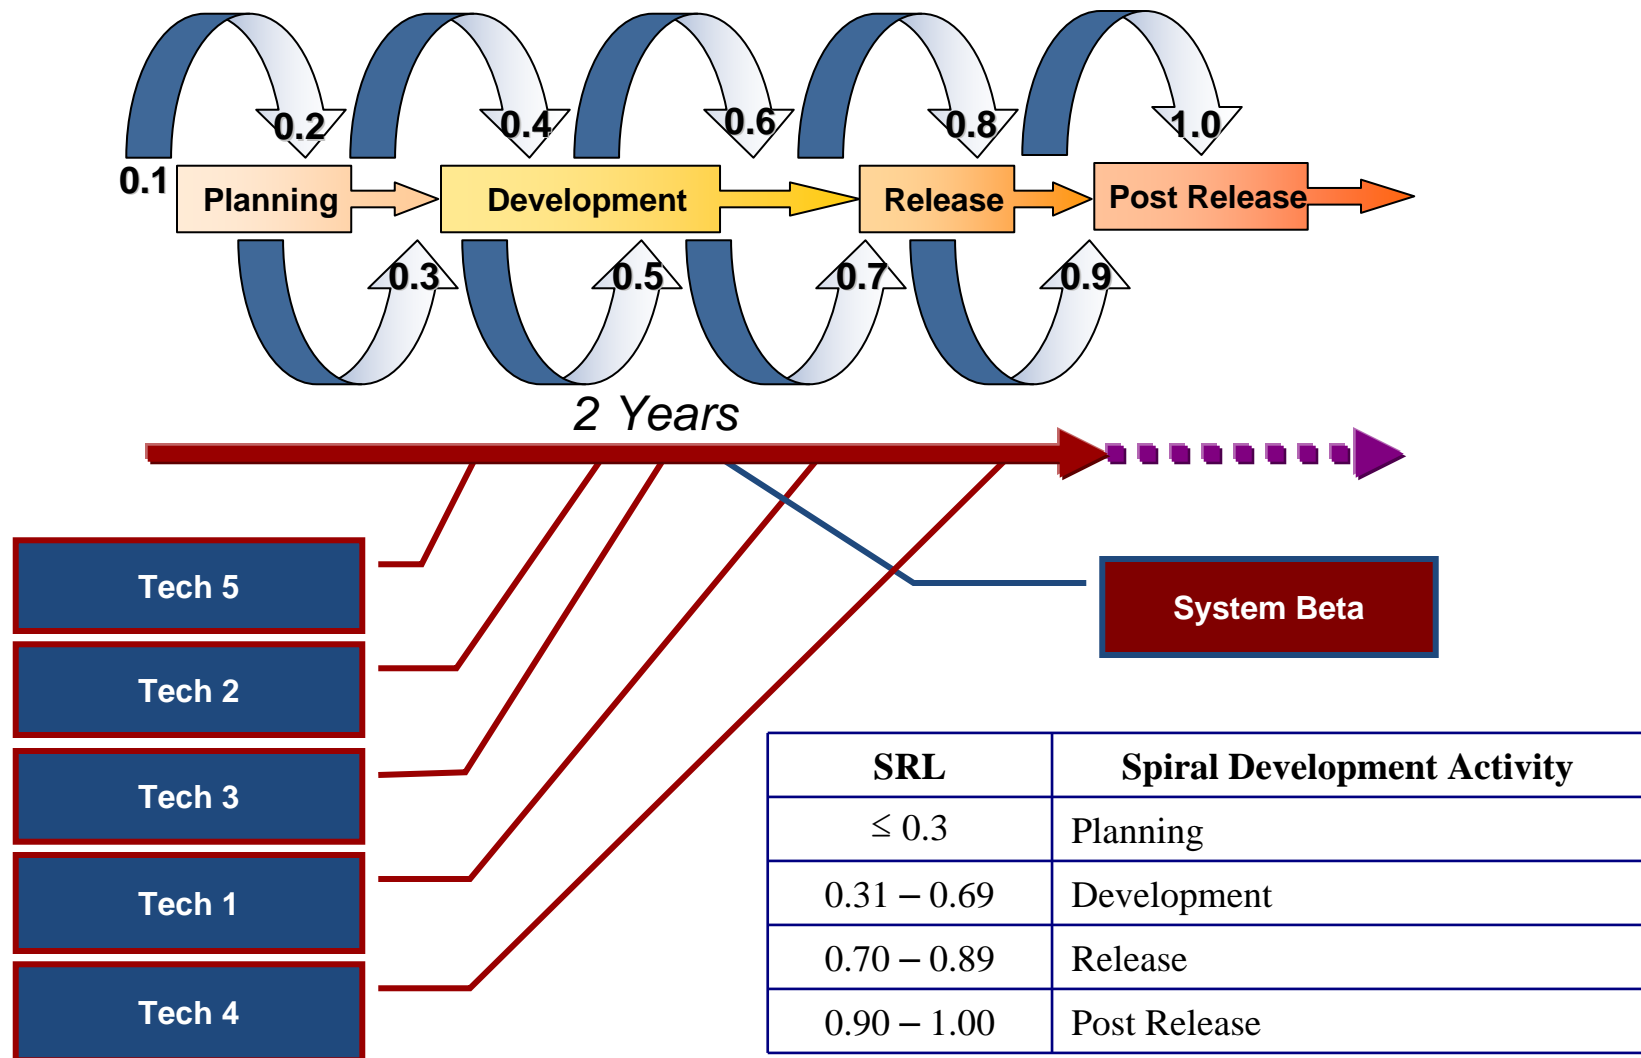 0.2
0.4
0.6
0.8
1.0
0.1
Planning
Development
Release
Post Release
0.3
0.5
0.7
0.9
2 Years
Tech 5
System Beta
Tech 2
Tech 3
Tech 1
Tech 4
SRL Spiral Development Activity
≤ 0.3 Planning
0.31 – 0.69 Development
0.70 – 0.89 Release
0.90 – 1.00 Post Release